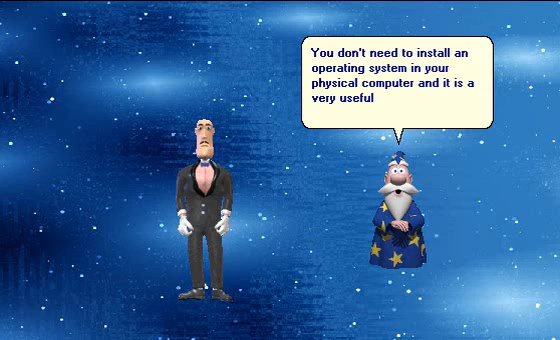 You don't need to install an
operating system in your
physical computer and it is a
very useful